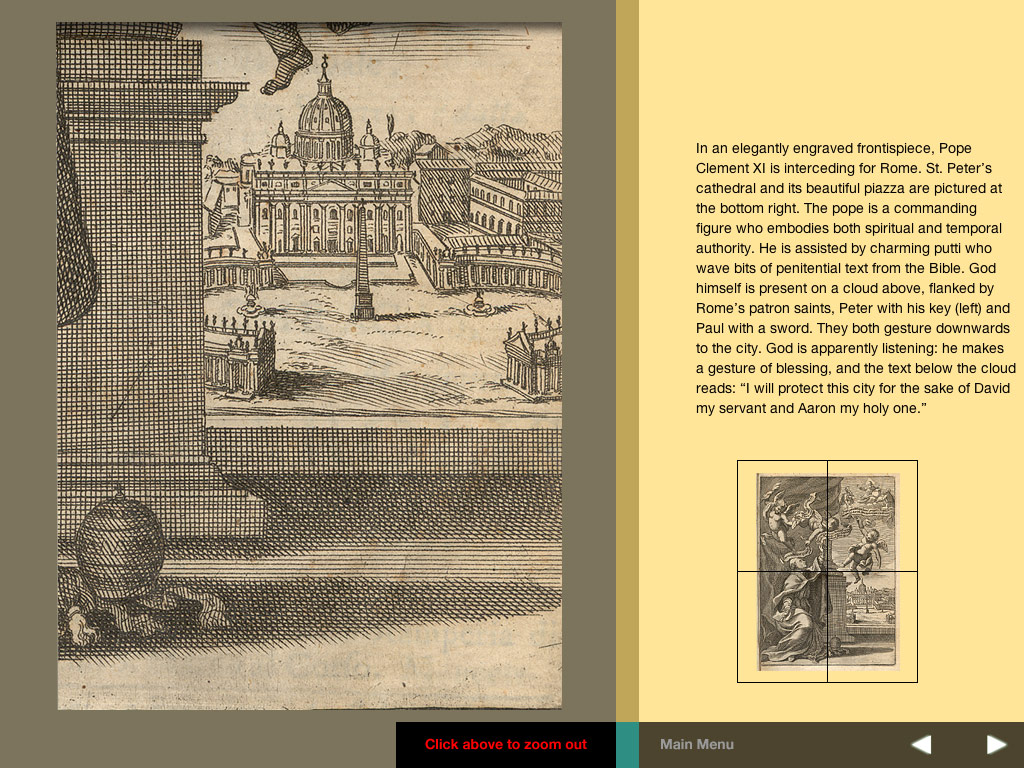 In an elegantly engraved frontispiece, Pope
Clement XI is interceding for Rome. St. Peter’s
cathedral and its beautiful piazza are pictured at
the bottom right. The pope is a commanding
figure who embodies both spiritual and temporal
authority. He is assisted by charming putti who
wave bits of penitential text from the Bible. God
himself is present on a cloud above, flanked by
Rome’s patron saints, Peter with his key (left) and
Paul with a sword. They both gesture downwards
to the city. God is apparently listening: he makes
a gesture of blessing, and the text below the cloud
reads: “I will protect this city for the sake of David
my servant and Aaron my holy one.”
Click above to zoom out
Main Menu